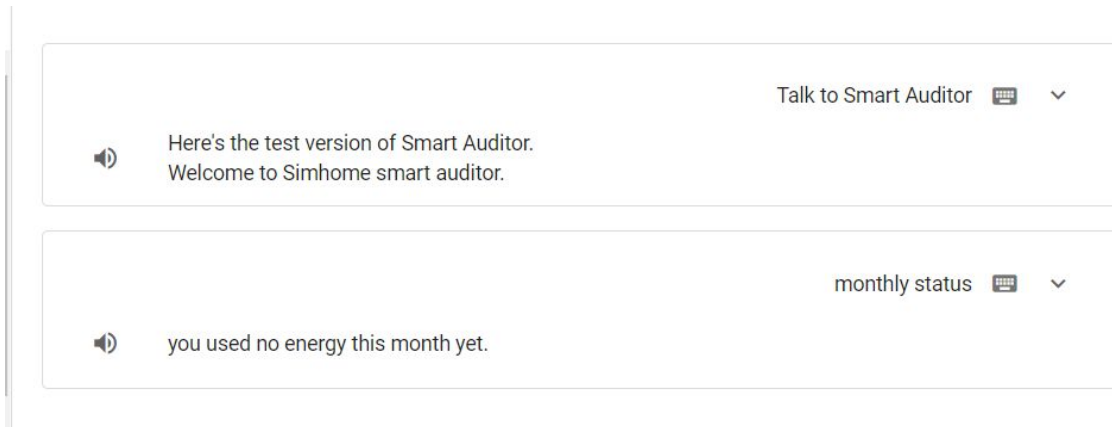 Talk to Smart Auditor
Here's the test version of Smart Auditor.
Welcome to Simhome smart auditor.
monthly status
you used no energy this month yet.